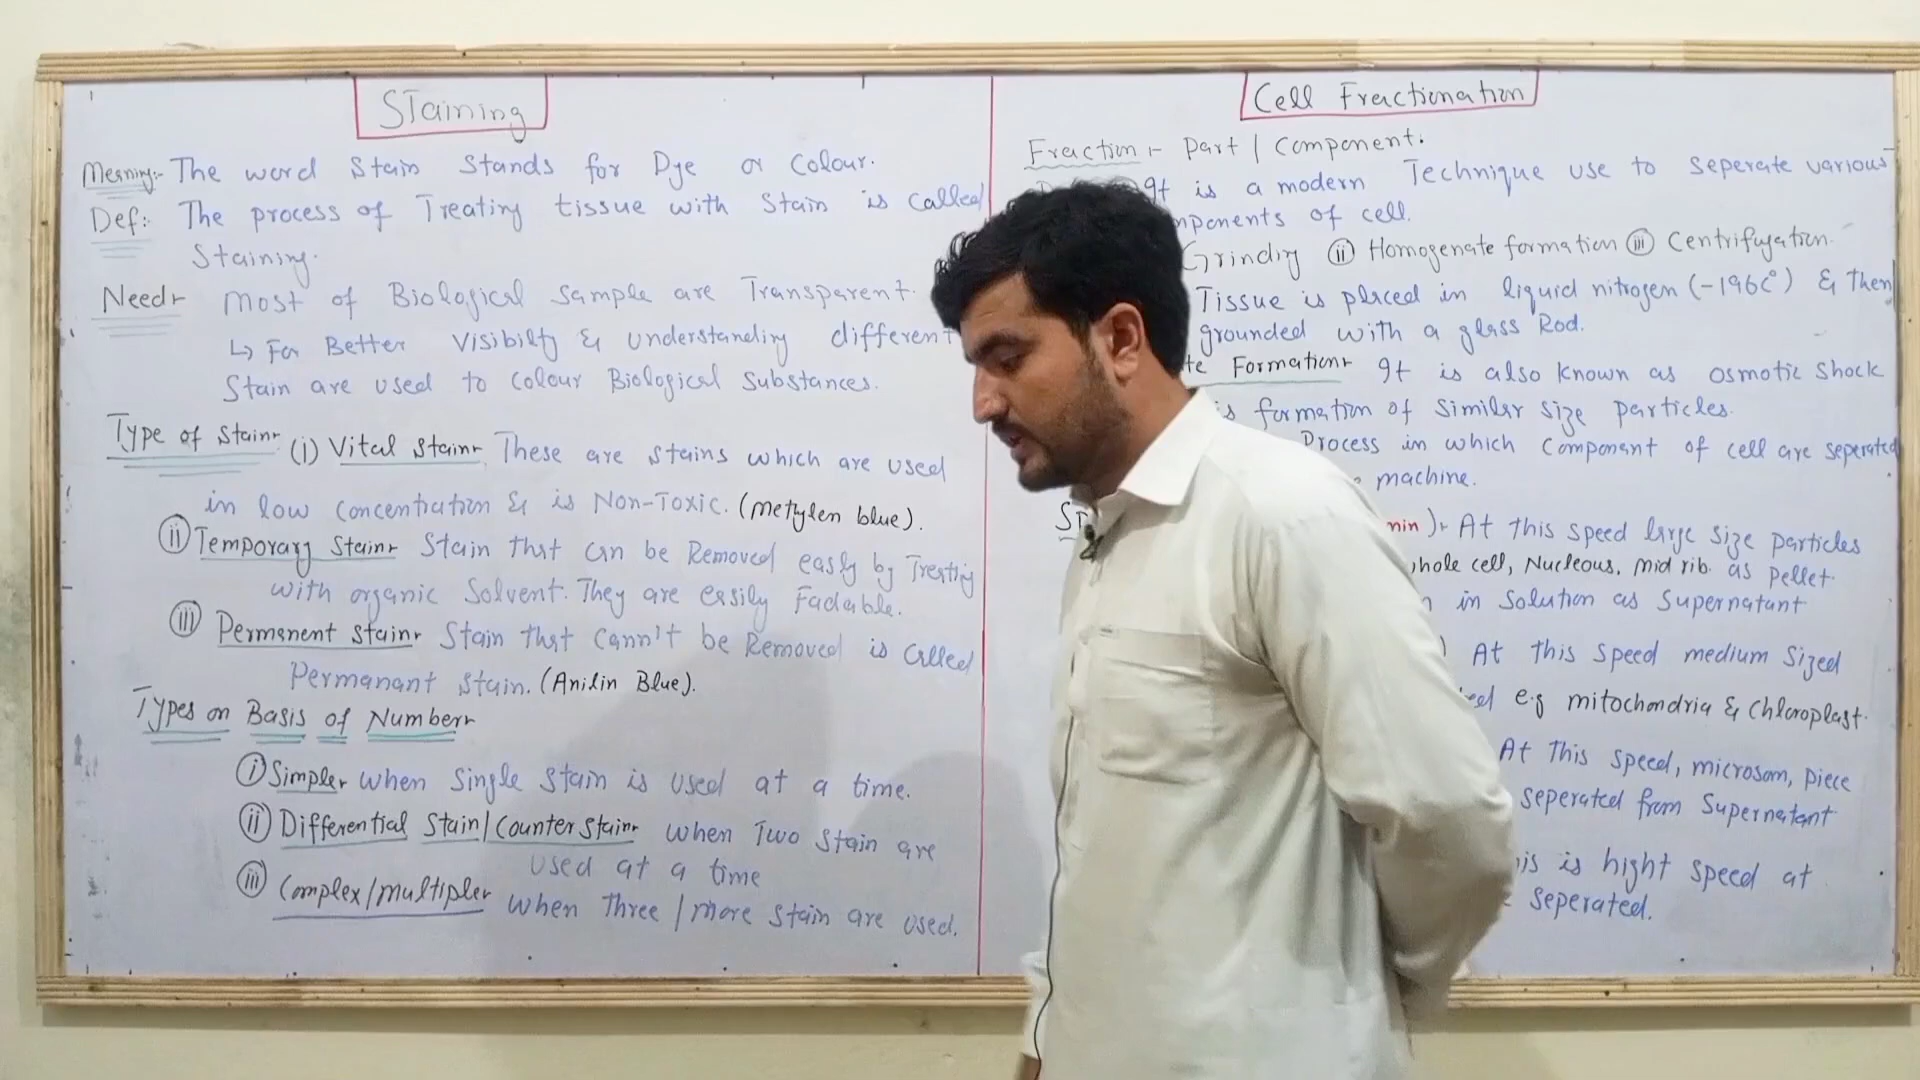 Staining
Meaning:- The word Stain Stands for Dye or Colour.
Def:- The process of Treating tissue with Stain is called
Staining.
Need:- Most of Biological Sample are Transparent.
↳ For Better Visibilty & understanding different
Stain are used to Colour Biological Substances.
Type of Stain:- (i) Vital Stain:- These are Stains which are used
in low Concentration & is Non-Toxic. (Metylen blue).
(ii) Temporary Stain:- Stain that can be Removed easly by Treating
with organic Solvent. They are easily Fadable.
(iii) Permanent Stain:- Stain that Cann't be Removed is Called
Permanant Stain. (Anilin Blue).
Types on Basis of Number:-
(i) Simple:- when Single Stain is used at a time.
(ii) Differential Stain/Counter Stain:- when Two Stain are
used at a time
(iii) Complex/Multiple:- when Three / more Stain are used.
Cell Fractionation
Fraction:- Part / Component.
It is a modern Technique use to Seperate various
components of cell.
Grinding (ii) Homogenate formation (iii) Centrifugation.
Tissue is placed in liquid nitrogen (-196c°) & then
grounded with a glass Rod.
Formation:- It is also known as osmotic Shock
formation of Similar Size particles.
Process in which Component of cell are seperated
machine.
min):- At this speed large Size particles
whole cell, Nucleous, mid rib. as pellet.
in Solution as Supernatant
) At this Speed medium Sized
e.g mitochondria & Chloroplast.
At This speed, microsom, piece
seperated from Supernatant
This is hight speed at
seperated.